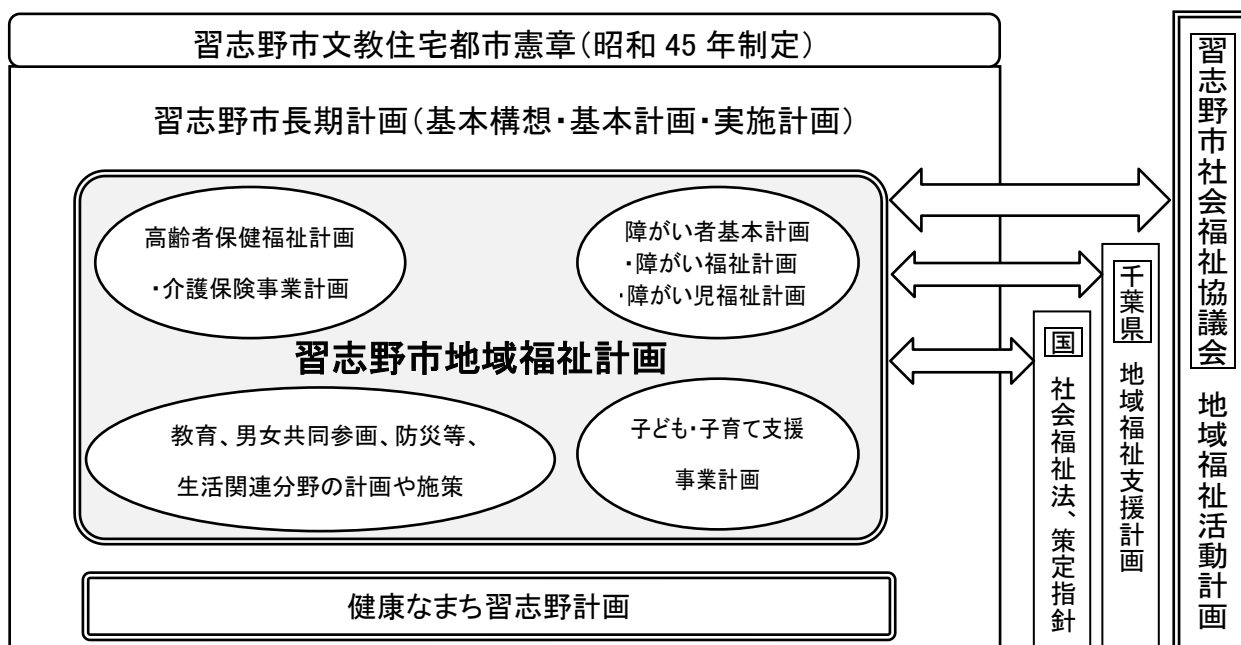 習志野市文教住宅都市憲章(昭和 45 年制定)
習志野市長期計画(基本構想・基本計画・実施計画)
高齢者保健福祉計画
・介護保険事業計画
障がい者基本計画
・障がい福祉計画
・障がい児福祉計画
習志野市地域福祉計画
教育、男女共同参画、防災等、
生活関連分野の計画や施策
子ども・子育て支援
事業計画
健康なまち習志野計画
国 社会福祉法、策定指針
千葉県 地域福祉支援計画
習志野市社会福祉協議会 地域福祉活動計画